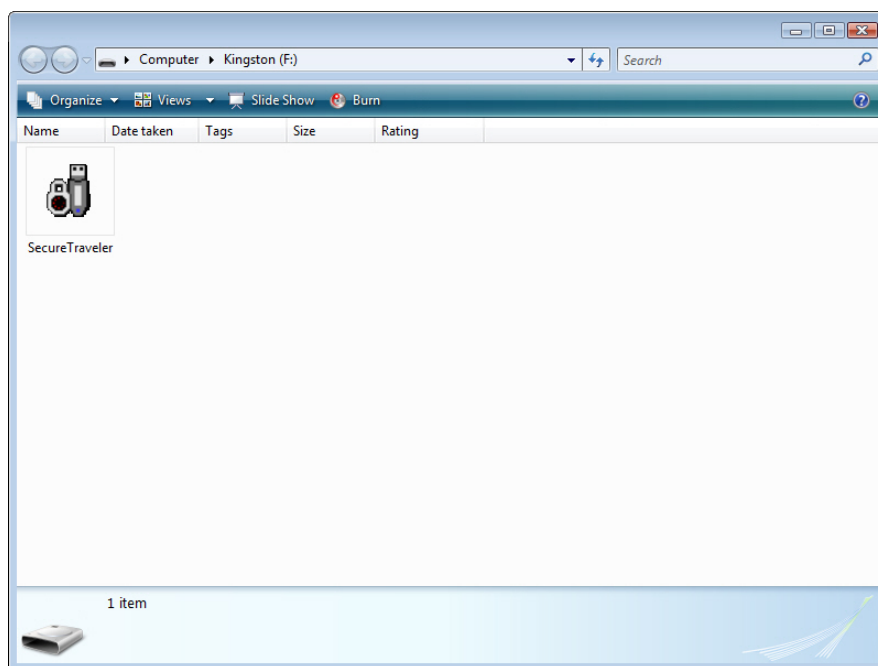 Computer Kingston (F:) Search
Organize Views Slide Show Burn
Name Date taken Tags Size Rating
SecureTraveler
1 item